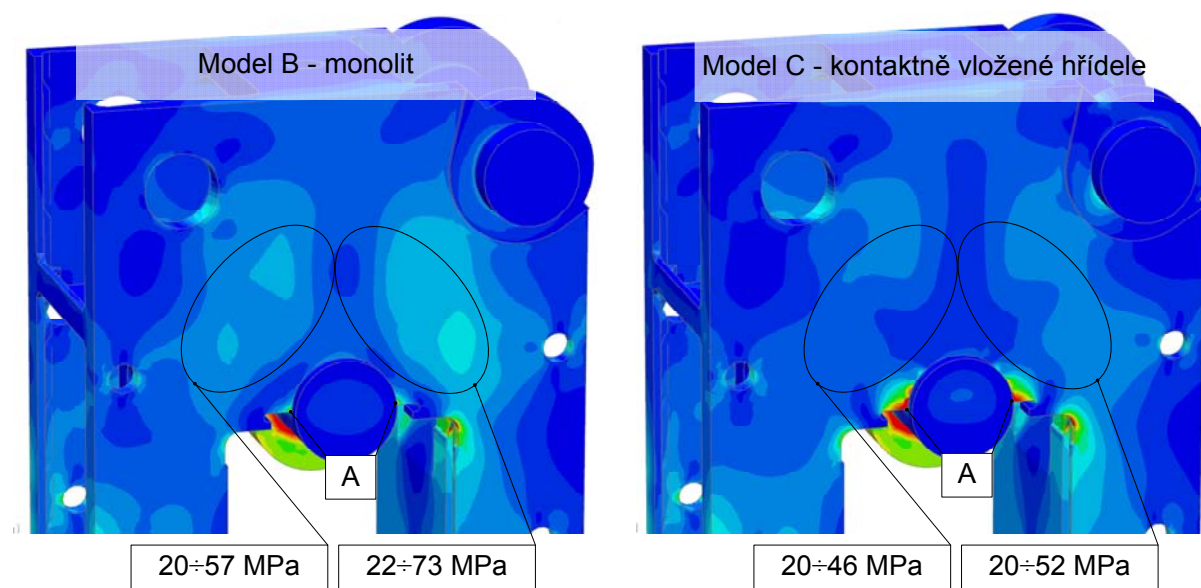 Model B - monolit
A
20÷57 MPa
22÷73 MPa
Model C - kontaktně vložené hřídele
A
20÷46 MPa
20÷52 MPa